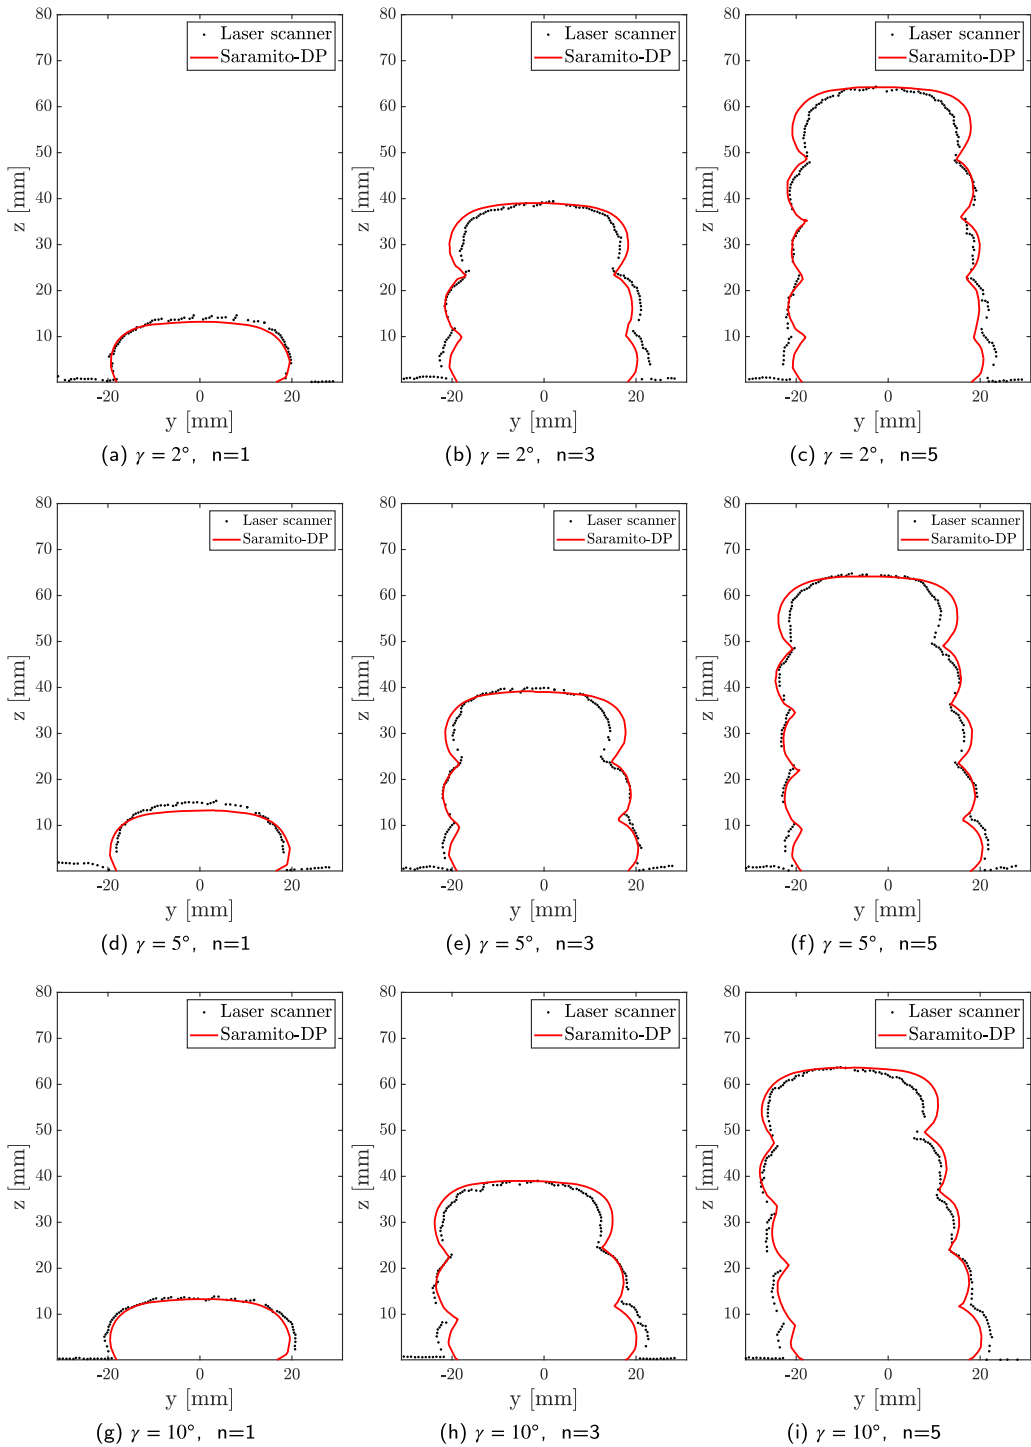 80
70
60
50
40
30
20
10
z [mm]
-20 0 20
y [mm]
Laser scanner
Saramito-DP
(a) γ = 2°, n=1
80
70
60
50
40
30
20
10
z [mm]
-20 0 20
y [mm]
Laser scanner
Saramito-DP
(b) γ = 2°, n=3
80
70
60
50
40
30
20
10
z [mm]
-20 0 20
y [mm]
Laser scanner
Saramito-DP
(c) γ = 2°, n=5
80
70
60
50
40
30
20
10
z [mm]
-20 0 20
y [mm]
Laser scanner
Saramito-DP
(d) γ = 5°, n=1
80
70
60
50
40
30
20
10
z [mm]
-20 0 20
y [mm]
Laser scanner
Saramito-DP
(e) γ = 5°, n=3
80
70
60
50
40
30
20
10
z [mm]
-20 0 20
y [mm]
Laser scanner
Saramito-DP
(f) γ = 5°, n=5
80
70
60
50
40
30
20
10
z [mm]
-20 0 20
y [mm]
Laser scanner
Saramito-DP
(g) γ = 10°, n=1
80
70
60
50
40
30
20
10
z [mm]
-20 0 20
y [mm]
Laser scanner
Saramito-DP
(h) γ = 10°, n=3
80
70
60
50
40
30
20
10
z [mm]
-20 0 20
y [mm]
Laser scanner
Saramito-DP
(i) γ = 10°, n=5